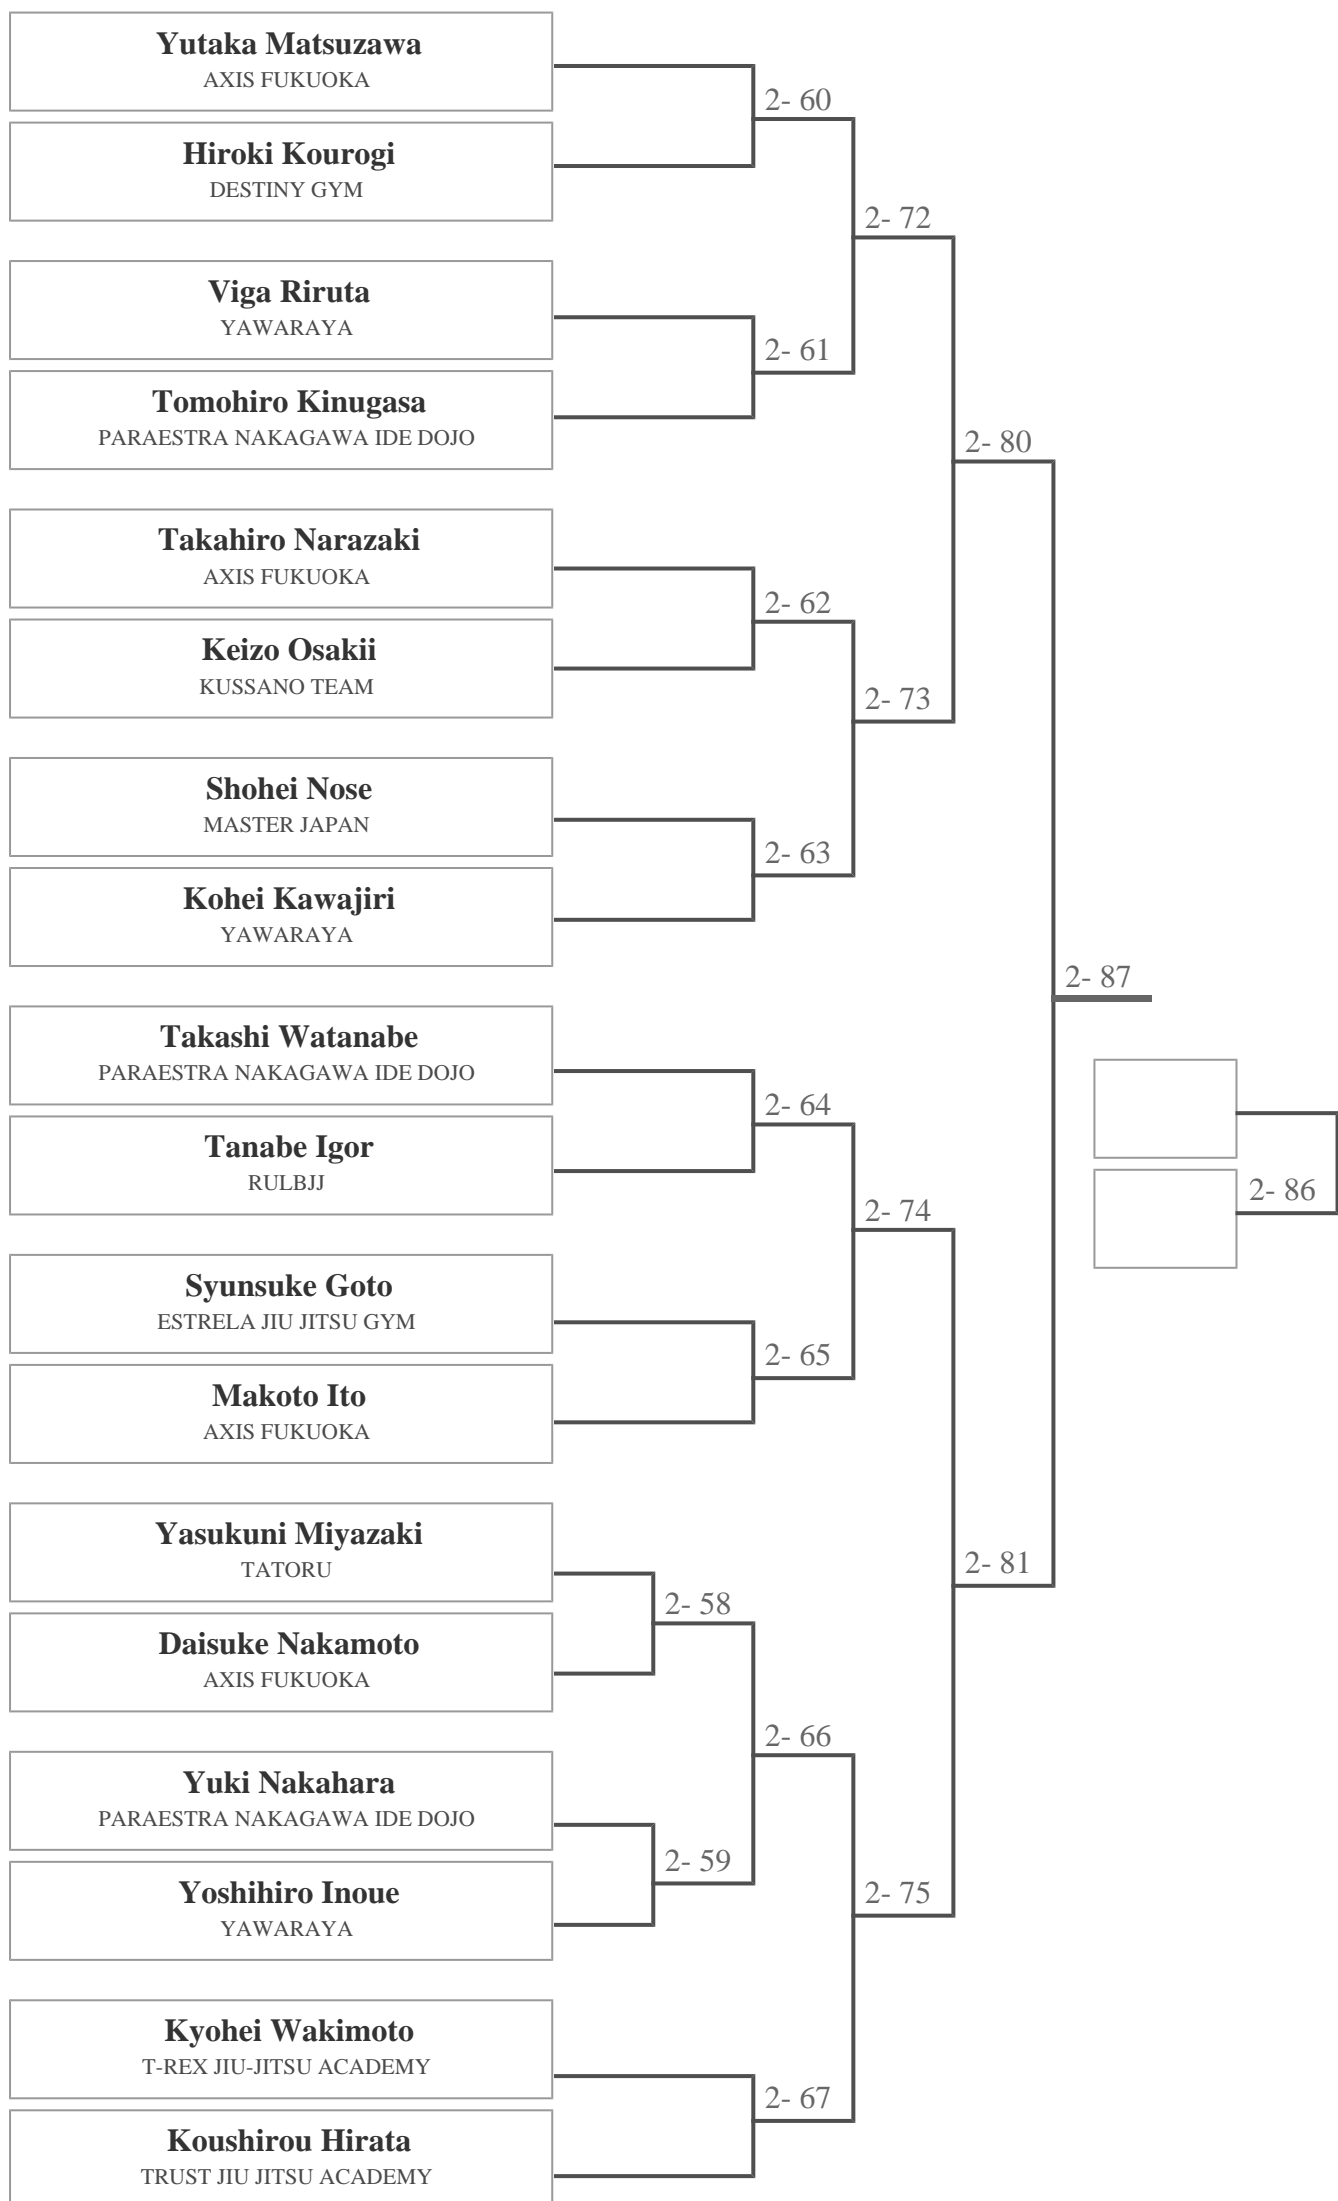 Yutaka Matsuzawa
AXIS FUKUOKA
2- 60
Hiroki Kourogi
DESTINY GYM
2- 72
Viga Riruta
YAWARAYA
2- 61
Tomohiro Kinugasa
PARAESTRA NAKAGAWA IDE DOJO
2- 80
Takahiro Narazaki
AXIS FUKUOKA
2- 62
Keizo Osakii
KUSSANO TEAM
2- 73
Shohei Nose
MASTER JAPAN
2- 63
Kohei Kawajiri
YAWARAYA
2- 87
Takashi Watanabe
PARAESTRA NAKAGAWA IDE DOJO
2- 64
Tanabe Igor
RULBJJ
2- 86
2- 74
Syunsuke Goto
ESTRELA JIU JITSU GYM
2- 65
Makoto Ito
AXIS FUKUOKA
Yasukuni Miyazaki
TATORU
2- 81
2- 58
Daisuke Nakamoto
AXIS FUKUOKA
2- 66
Yuki Nakahara
PARAESTRA NAKAGAWA IDE DOJO
2- 59
Yoshihiro Inoue
YAWARAYA
2- 75
Kyohei Wakimoto
T-REX JIU-JITSU ACADEMY
2- 67
Koushirou Hirata
TRUST JIU JITSU ACADEMY